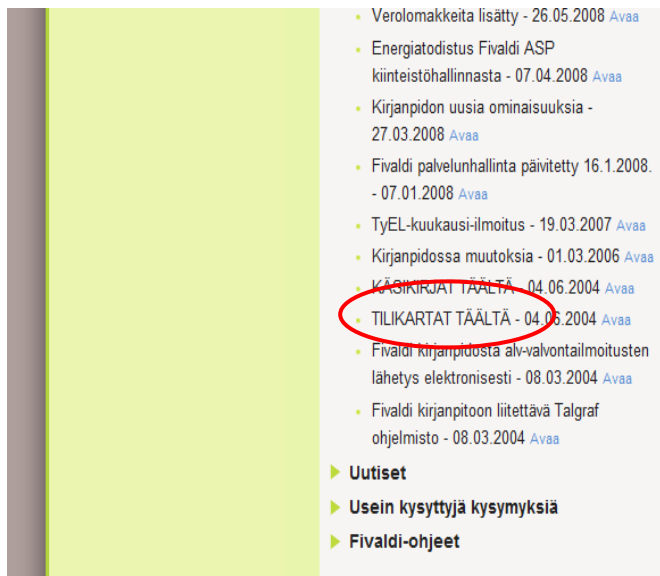 Verolomakkeita lisätty - 26.05.2008 Avaa
Energiatodistus Fivaldi ASP
kiinteistöhallinnasta - 07.04.2008 Avaa
Kirjanpidon uusia ominaisuuksia -
27.03.2008 Avaa
Fivaldi palvelunhallinta päivitetty 16.1.2008.
- 07.01.2008 Avaa
TyEL-kuukausi-ilmoitus - 19.03.2007 Avaa
Kirjanpidossa muutoksia - 01.03.2006 Avaa
KÄSIKIRJAT TÄÄLTÄ - 04.06.2004 Avaa
TILIKARTAT TÄÄLTÄ - 04.06.2004 Avaa
Fivaldi kirjanpidosta alv-valvontailmoitusten
lähetys elektronisesti - 08.03.2004 Avaa
Fivaldi kirjanpitoon liitettävä Talgraf
ohjelmisto - 08.03.2004 Avaa
Uutiset
Usein kysyttyjä kysymyksiä
Fivaldi-ohjeet